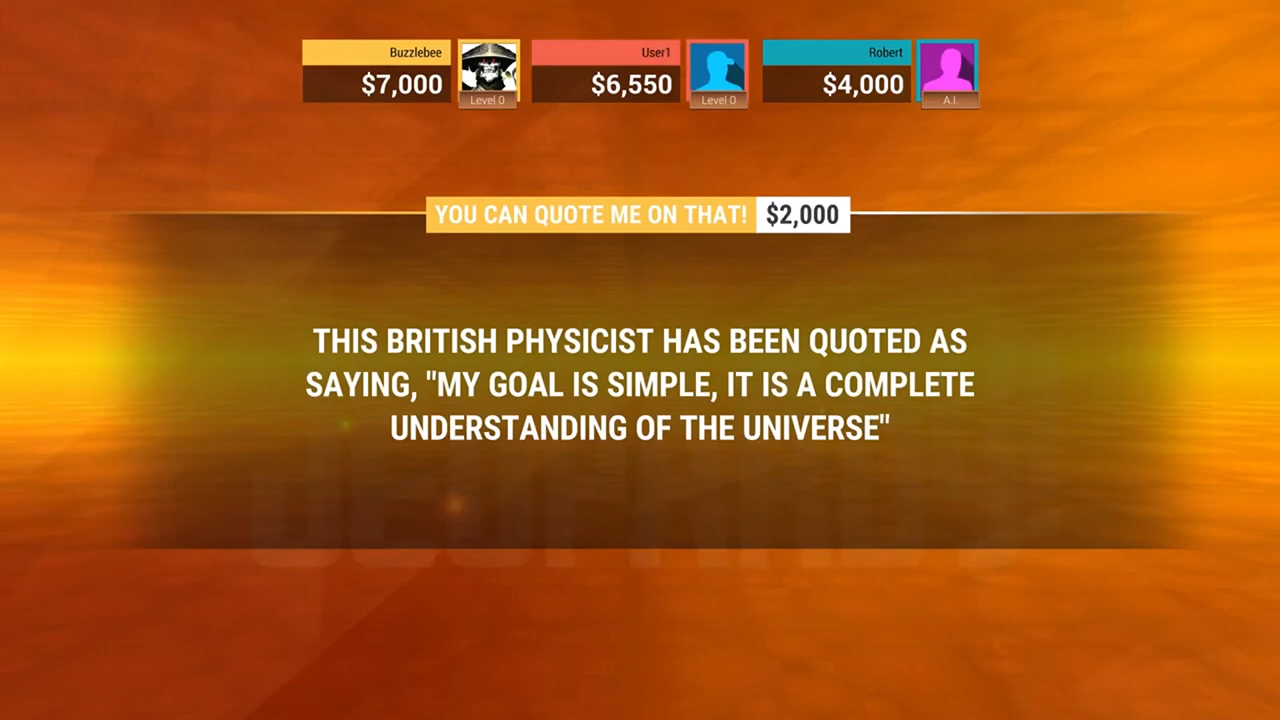 Buzzlebee
$7,000
Level 0
User1
$6,550
Level 0
Robert
$4,000
A.I.
YOU CAN QUOTE ME ON THAT! $2,000
THIS BRITISH PHYSICIST HAS BEEN QUOTED AS
SAYING, "MY GOAL IS SIMPLE, IT IS A COMPLETE
UNDERSTANDING OF THE UNIVERSE"
JEOPARDY!